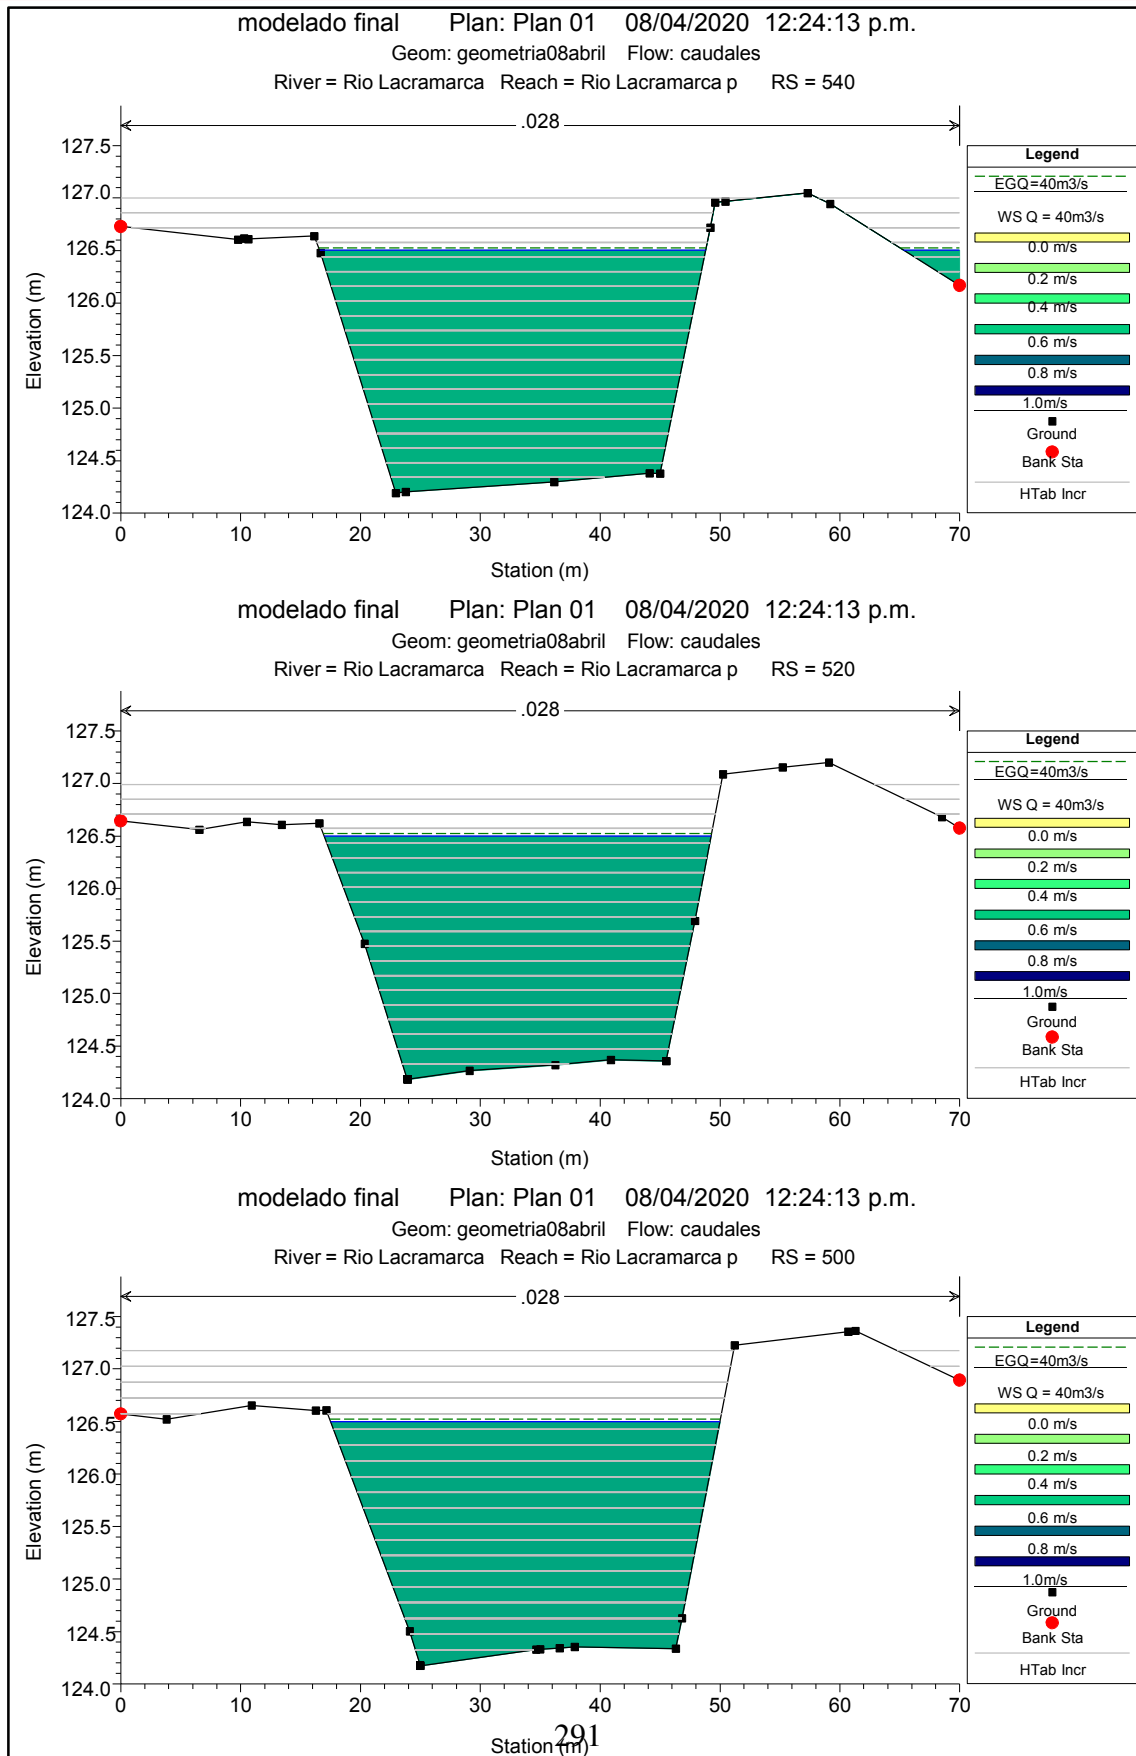 modelado final Plan: Plan 01 08/04/2020 12:24:13 p.m.
Geom: geometria08abril Flow: caudales
River = Rio Lacramarca Reach = Rio Lacramarca p RS = 540
.028
127.5
127.0
126.5
126.0
125.5
125.0
124.5
124.0
Elevation (m)
0 10 20 30 40 50 60 70
Station (m)
Legend
EGQ=40m3/s
WS Q = 40m3/s
0.0 m/s
0.2 m/s
0.4 m/s
0.6 m/s
0.8 m/s
1.0m/s
Ground
Bank Sta
HTab Incr
modelado final Plan: Plan 01 08/04/2020 12:24:13 p.m.
Geom: geometria08abril Flow: caudales
River = Rio Lacramarca Reach = Rio Lacramarca p RS = 520
.028
127.5
127.0
126.5
126.0
125.5
125.0
124.5
124.0
Elevation (m)
0 10 20 30 40 50 60 70
Station (m)
Legend
EGQ=40m3/s
WS Q = 40m3/s
0.0 m/s
0.2 m/s
0.4 m/s
0.6 m/s
0.8 m/s
1.0m/s
Ground
Bank Sta
HTab Incr
modelado final Plan: Plan 01 08/04/2020 12:24:13 p.m.
Geom: geometria08abril Flow: caudales
River = Rio Lacramarca Reach = Rio Lacramarca p RS = 500
.028
127.5
127.0
126.5
126.0
125.5
125.0
124.5
124.0
Elevation (m)
0 10 20 30 40 50 60 70
Station (m)
Legend
EGQ=40m3/s
WS Q = 40m3/s
0.0 m/s
0.2 m/s
0.4 m/s
0.6 m/s
0.8 m/s
1.0m/s
Ground
Bank Sta
HTab Incr
291